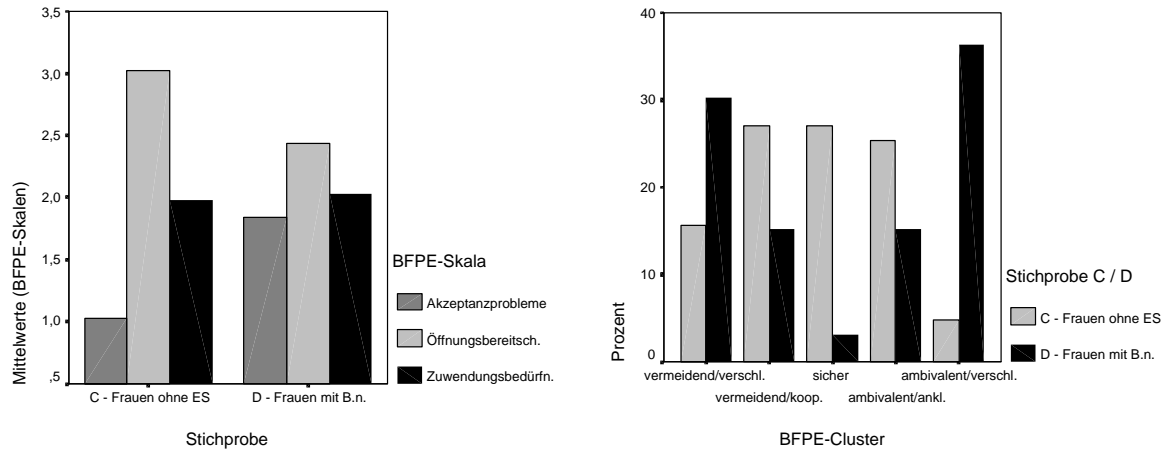 3,5
3,0
2,5
2,0
1,5
1,0
,5
Mittelwerte (BFPE-Skalen)
C - Frauen ohne ES
D - Frauen mit B.n.
Stichprobe
BFPE-Skala
Akzeptanzprobleme
Öffnungsbereitsch.
Zuwendungsbedürfn.
40
30
20
10
0
Prozent
vermeidend/verschl.
vermeidend/koop.
sicher
ambivalent/ankl.
ambivalent/verschl.
BFPE-Cluster
Stichprobe C / D
C - Frauen ohne ES
D - Frauen mit B.n.